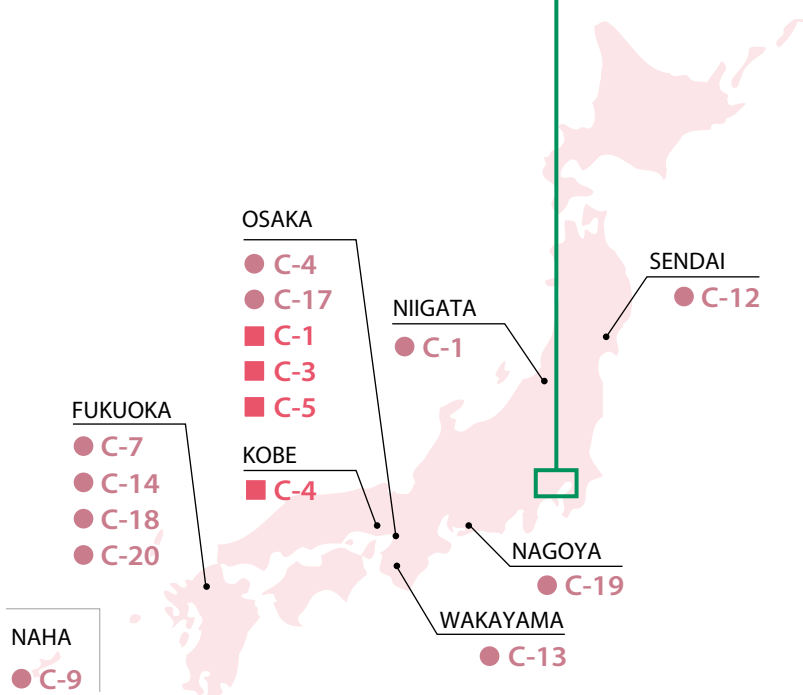 OSAKA
C-4
C-17
C-1
C-3
C-5
SENDAI
C-12
NIIGATA
C-1
FUKUOKA
C-7
C-14
C-18
C-20
KOBE
C-4
NAGOYA
C-19
WAKAYAMA
C-13
NAHA
C-9